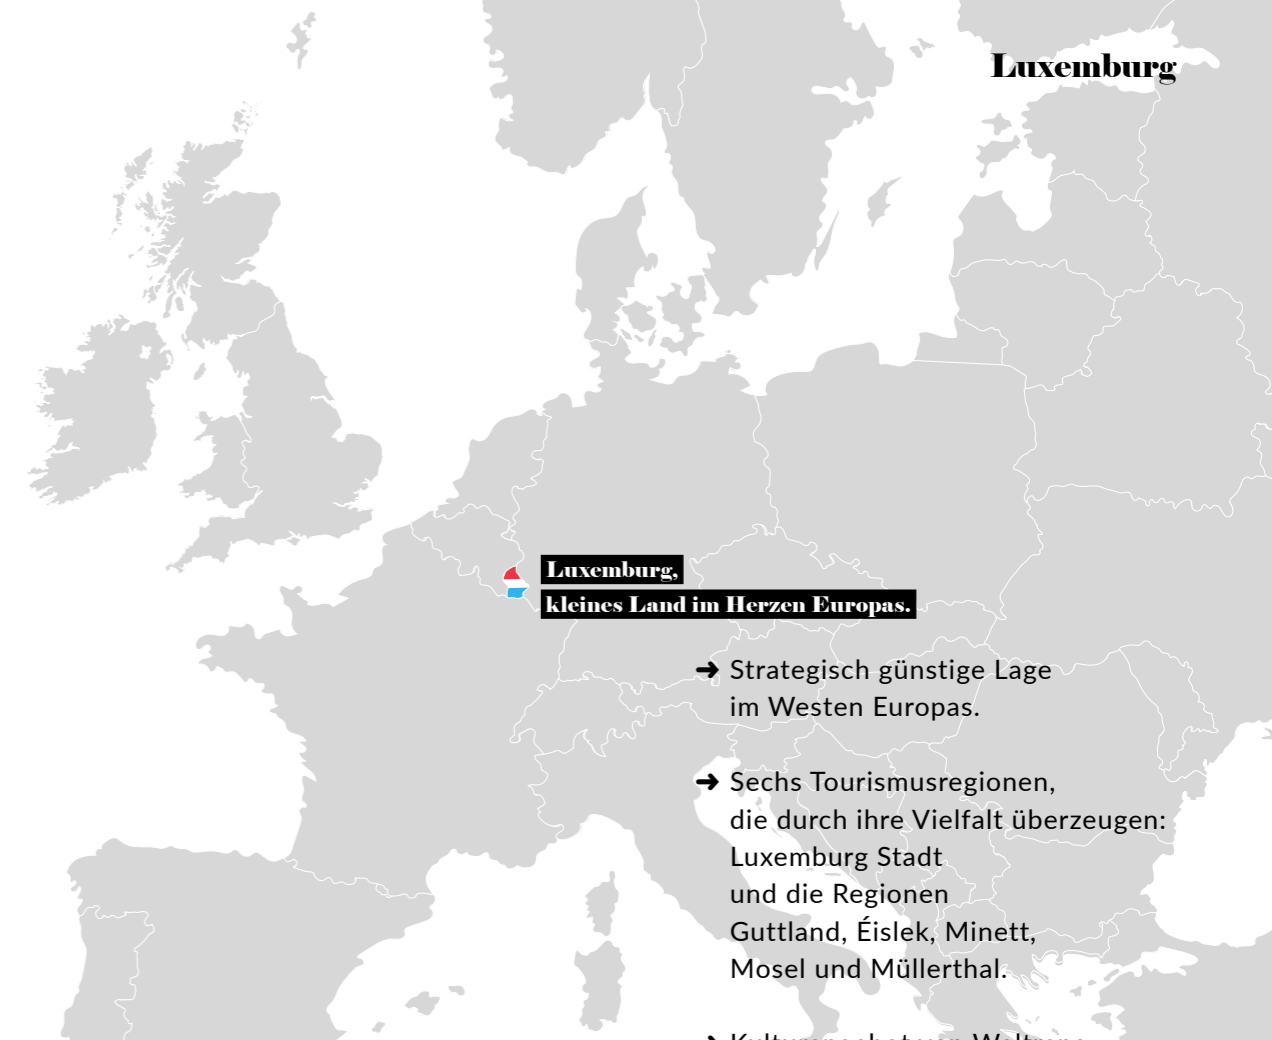 Luxemburg
Luxemburg,
kleines Land im Herzen Europas.
➜ Strategisch günstige Lage
im Westen Europas.
➜ Sechs Tourismusregionen,
die durch ihre Vielfalt überzeugen:
Luxemburg Stadt
und die Regionen
Guttland, Éislek, Minett,
Mosel und Müllerthal.